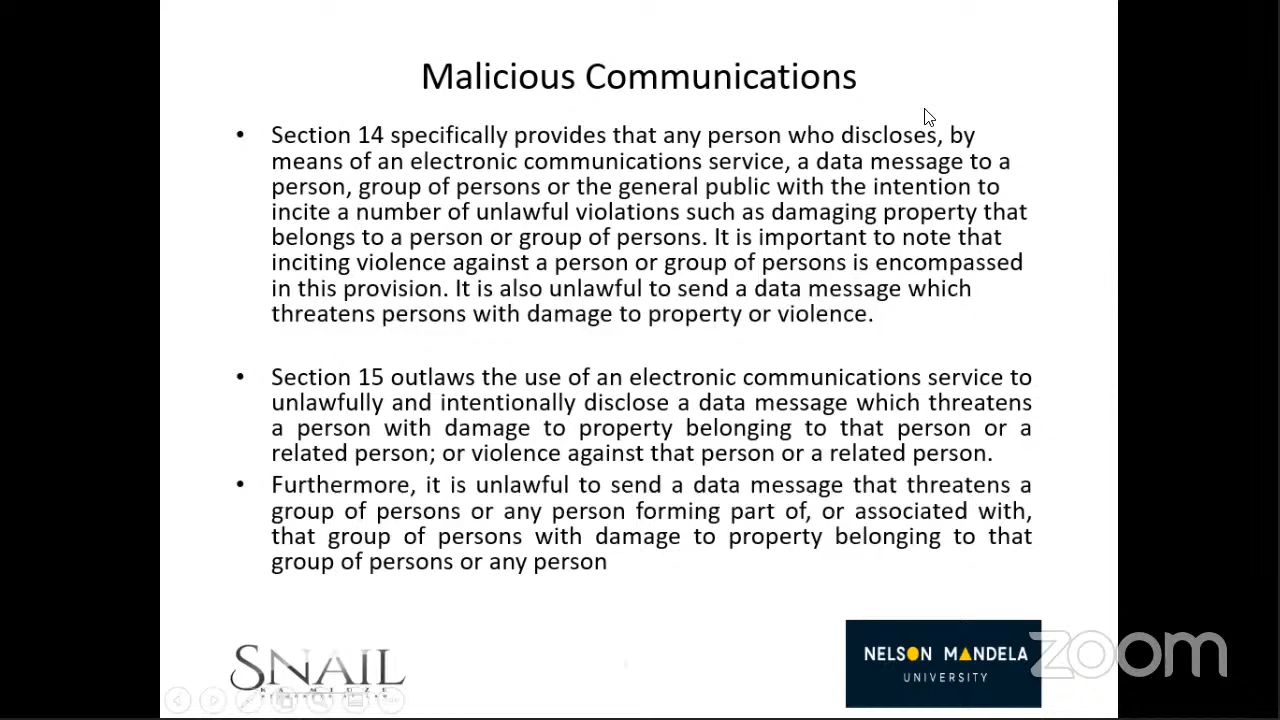 Malicious Communications
• Section 14 specifically provides that any person who discloses, by
means of an electronic communications service, a data message to a
person, group of persons or the general public with the intention to
incite a number of unlawful violations such as damaging property that
belongs to a person or group of persons. It is important to note that
inciting violence against a person or group of persons is encompassed
in this provision. It is also unlawful to send a data message which
threatens persons with damage to property or violence.
• Section 15 outlaws the use of an electronic communications service to
unlawfully and intentionally disclose a data message which threatens
a person with damage to property belonging to that person or a
related person; or violence against that person or a related person.
• Furthermore, it is unlawful to send a data message that threatens a
group of persons or any person forming part of, or associated with,
that group of persons with damage to property belonging to that
group of persons or any person
SNAIL
NELSON MANDELA
UNIVERSITY
zoom